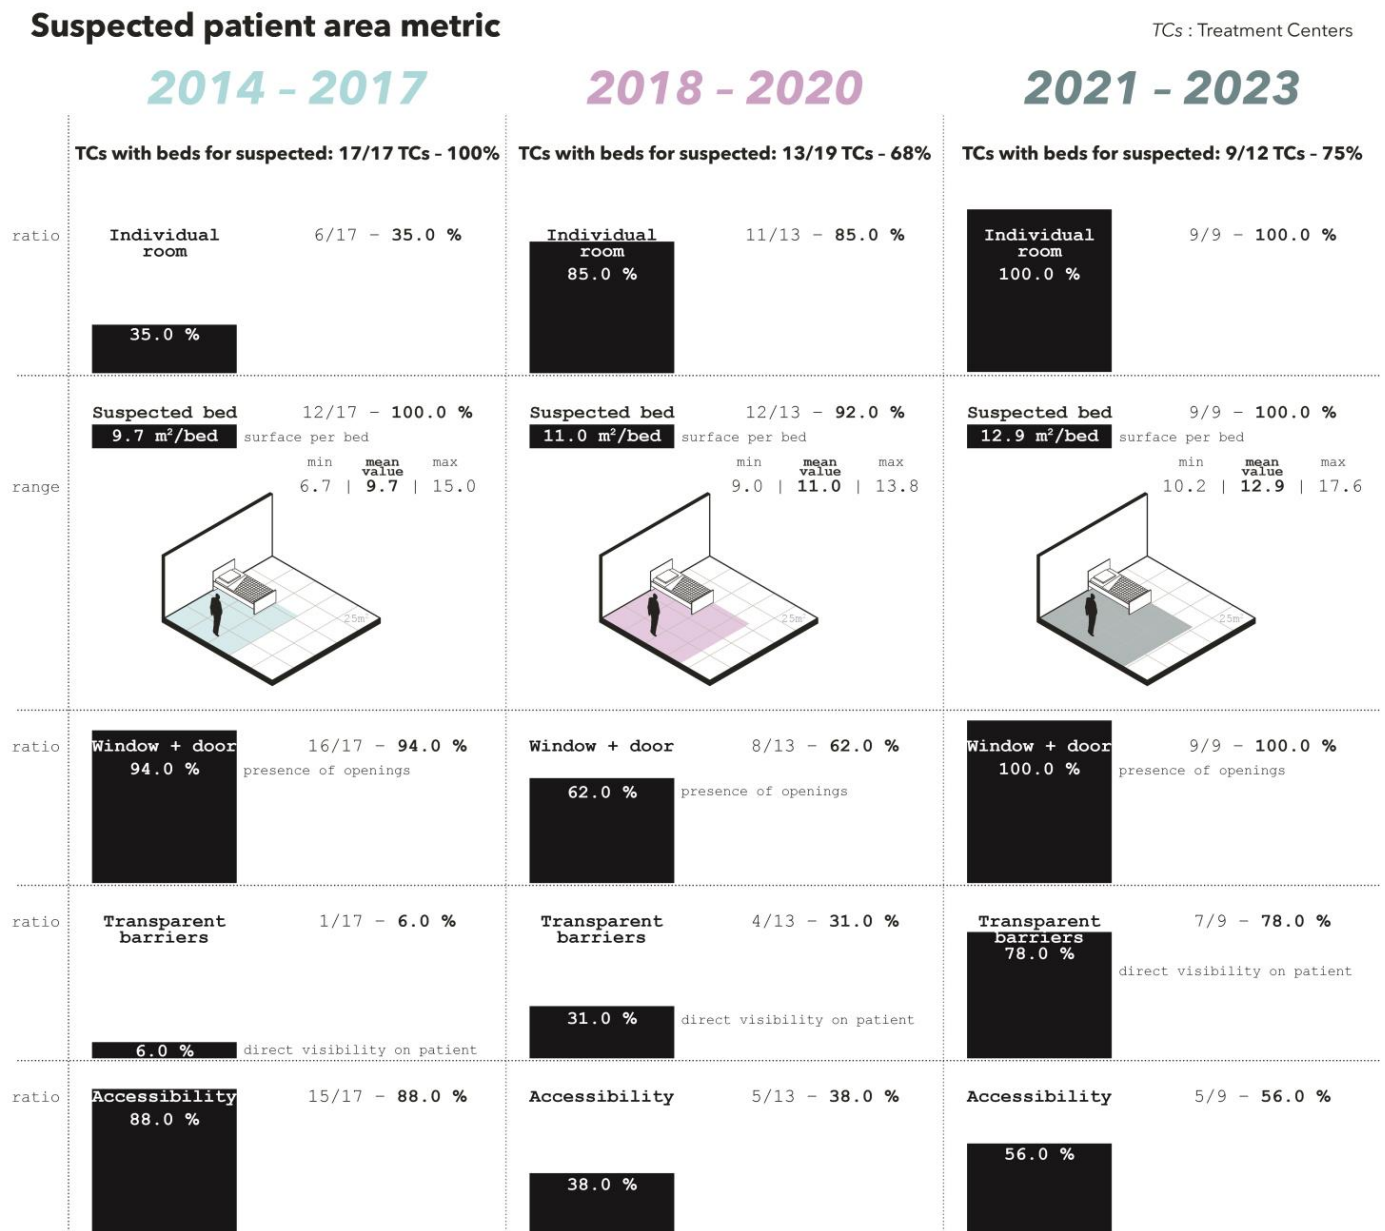 Suspected patient area metric
TCs : Treatment Centers
2014 – 2017
2018 – 2020
2021 – 2023
TCs with beds for suspected: 17/17 TCs – 100%
TCs with beds for suspected: 13/19 TCs – 68%
TCs with beds for suspected: 9/12 TCs – 75%
ratio
Individual
room
6/17 – 35.0 %
35.0 %
Individual
room
85.0 %
11/13 – 85.0 %
Individual
room
100.0 %
9/9 – 100.0 %
range
Suspected bed
12/17 – 100.0 %
9.7 m²/bed
surface per bed
min mean value max
6.7 | 9.7 | 15.0
25m²
Suspected bed
12/13 – 92.0 %
11.0 m²/bed
surface per bed
min mean value max
9.0 | 11.0 | 13.8
25m²
Suspected bed
9/9 – 100.0 %
12.9 m²/bed
surface per bed
min mean value max
10.2 | 12.9 | 17.6
25m²
ratio
Window + door
16/17 – 94.0 %
94.0 %
presence of openings
Window + door
8/13 – 62.0 %
62.0 %
presence of openings
Window + door
9/9 – 100.0 %
100.0 %
presence of openings
ratio
Transparent
barriers
1/17 – 6.0 %
6.0 %
direct visibility on patient
Transparent
barriers
4/13 – 31.0 %
31.0 %
direct visibility on patient
Transparent
barriers
7/9 – 78.0 %
78.0 %
direct visibility on patient
ratio
Accessibility
15/17 – 88.0 %
88.0 %
Accessibility
5/13 – 38.0 %
38.0 %
Accessibility
5/9 – 56.0 %
56.0 %